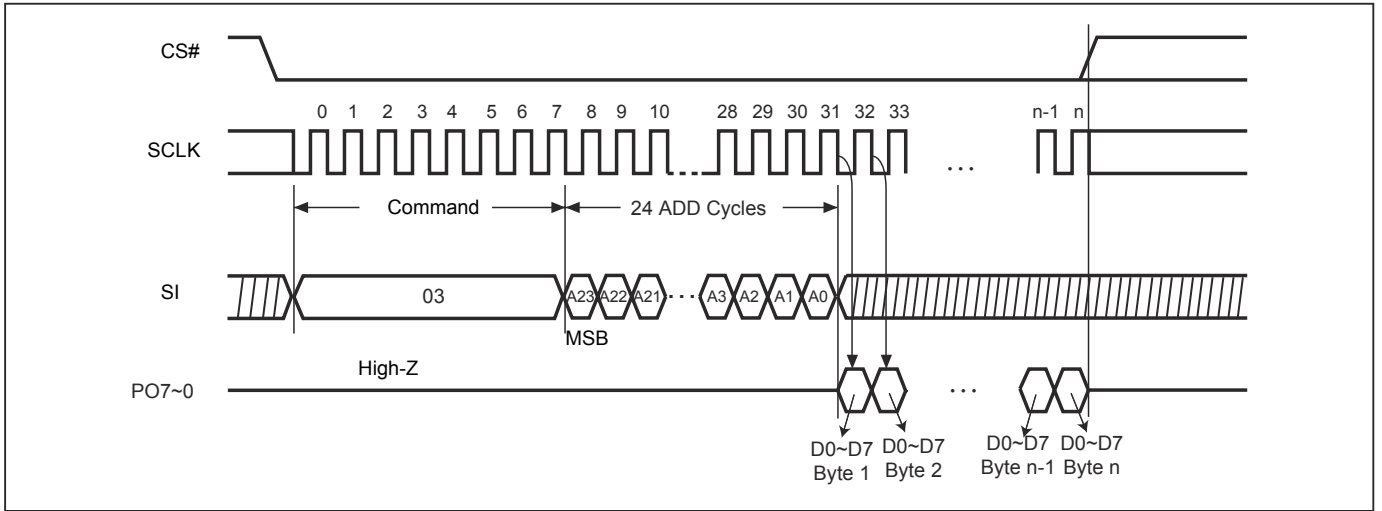 CS#
0 1 2 3 4 5 6 7 8 9 10 28 29 30 31 32 33 n-1 n
SCLK
...
Command 24 ADD Cycles
SI
03 A23 A22 A21 ... A3 A2 A1 A0
MSB
High-Z
PO7~0
...
D0~D7 D0~D7 D0~D7 D0~D7
Byte 1 Byte 2 Byte n-1 Byte n